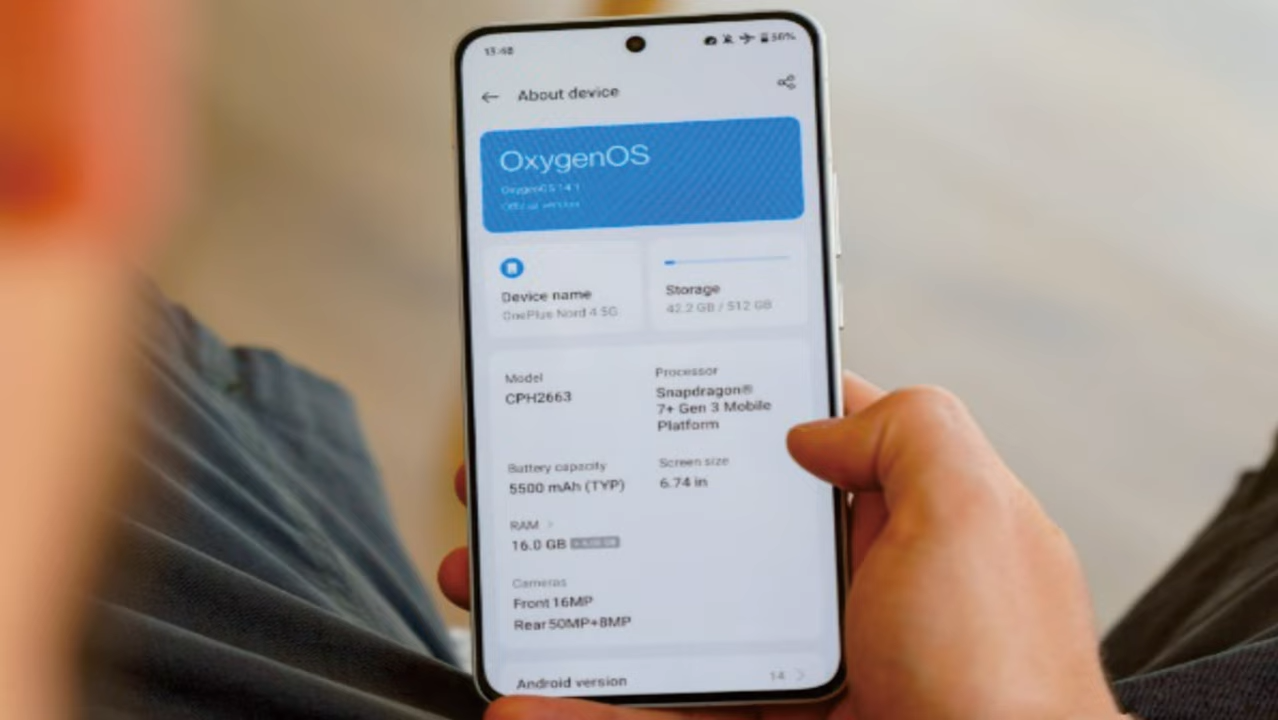 13:48
50%
About device
OxygenOS
OxygenOS 14.1
Official version
Device name
OnePlus Nord 4 5G
Storage
42.2 GB / 512 GB
Model
CPH2663
Processor
Snapdragon®
7+ Gen 3 Mobile
Platform
Battery capacity
5500 mAh (TYP)
Screen size
6.74 in
RAM >
16.0 GB
Cameras
Front 16MP
Rear 50MP+8MP
Android version
14 >